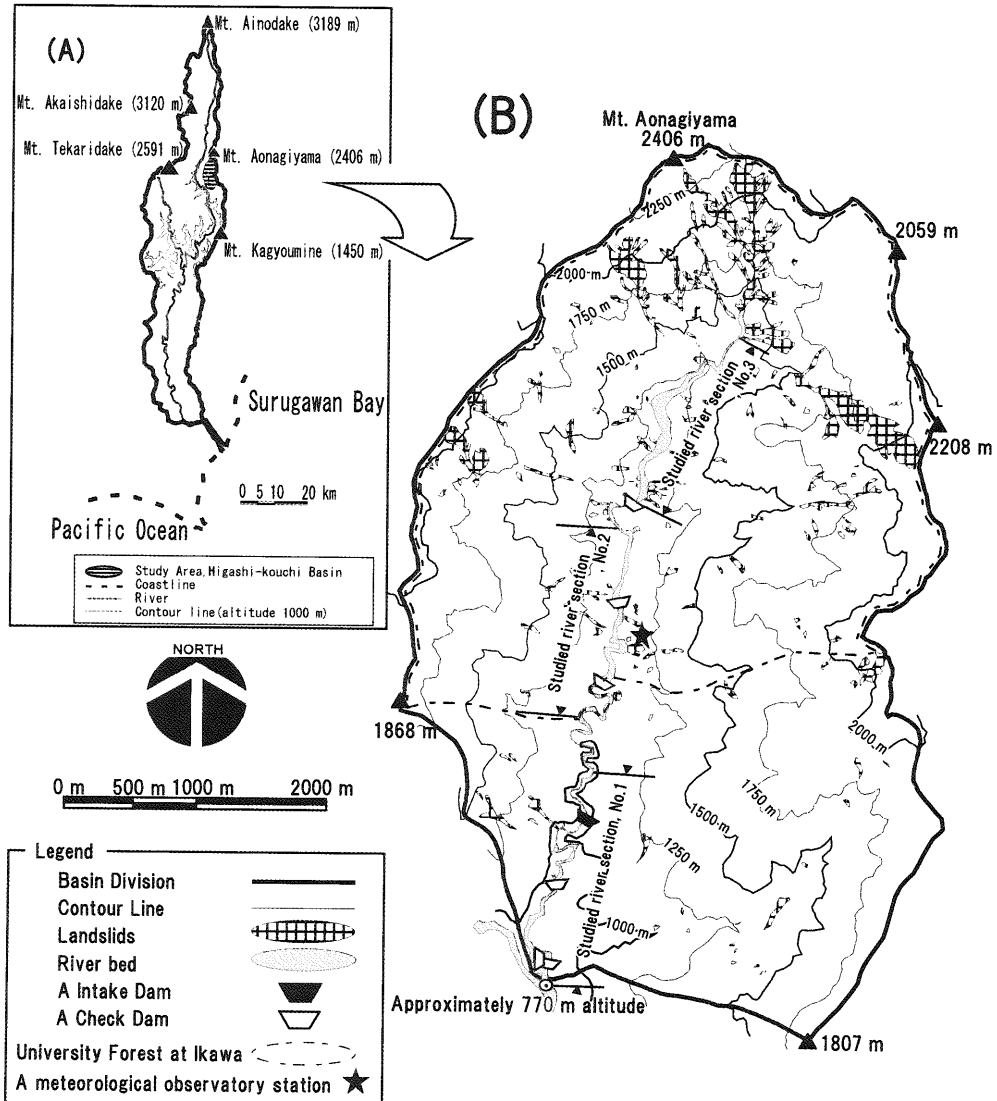 (A)
Mt. Ainodake (3189 m)
Mt. Akaishidake (3120 m)
Mt. Tekaridake (2591 m)
Mt. Aonagiyama (2406 m)
Mt. Kagyoumine (1450 m)
Surugawan Bay
0 5 10 20 km
Pacific Ocean
Study Area, Higashi-kouchi Basin
Coastline
River
Contour line(altitude 1000 m)
NORTH
0 m 500 m 1000 m 2000 m
Legend
Basin Division
Contour Line
Landslids
River bed
A Intake Dam
A Check Dam
University Forest at Ikawa
A meteorological observatory station
(B)
Mt. Aonagiyama
2406 m
2250 m
2059 m
2000 m
1750 m
1500 m
Studied river section
No.3
2208 m
Studied river section
No.2
1868 m
2000 m
1750 m
1500 m
1250 m
Studied river section, No.1
1000 m
Approximately 770 m altitude
1807 m